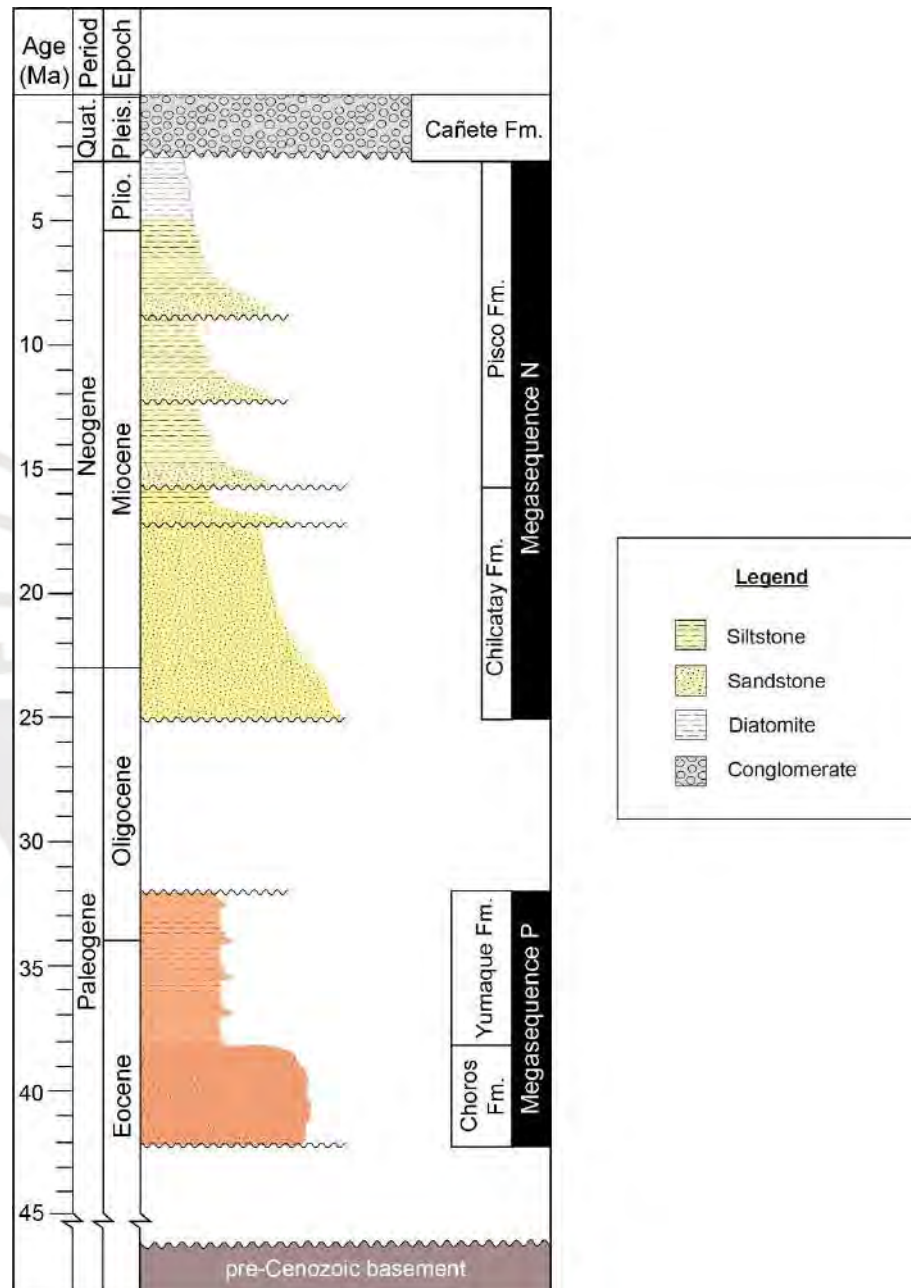 Age
(Ma)
Period
Epoch
Quat.
Pleis.
Cañete Fm.
Plio.
5
10
15
20
25
30
35
40
45
Neogene
Miocene
Pisco Fm.
Megasequence N
Chilcatay Fm.
Oligocene
Paleogene
Eocene
Yumaque Fm.
Megasequence P
Choros
Fm.
pre-Cenozoic basement
Legend
Siltstone
Sandstone
Diatomite
Conglomerate